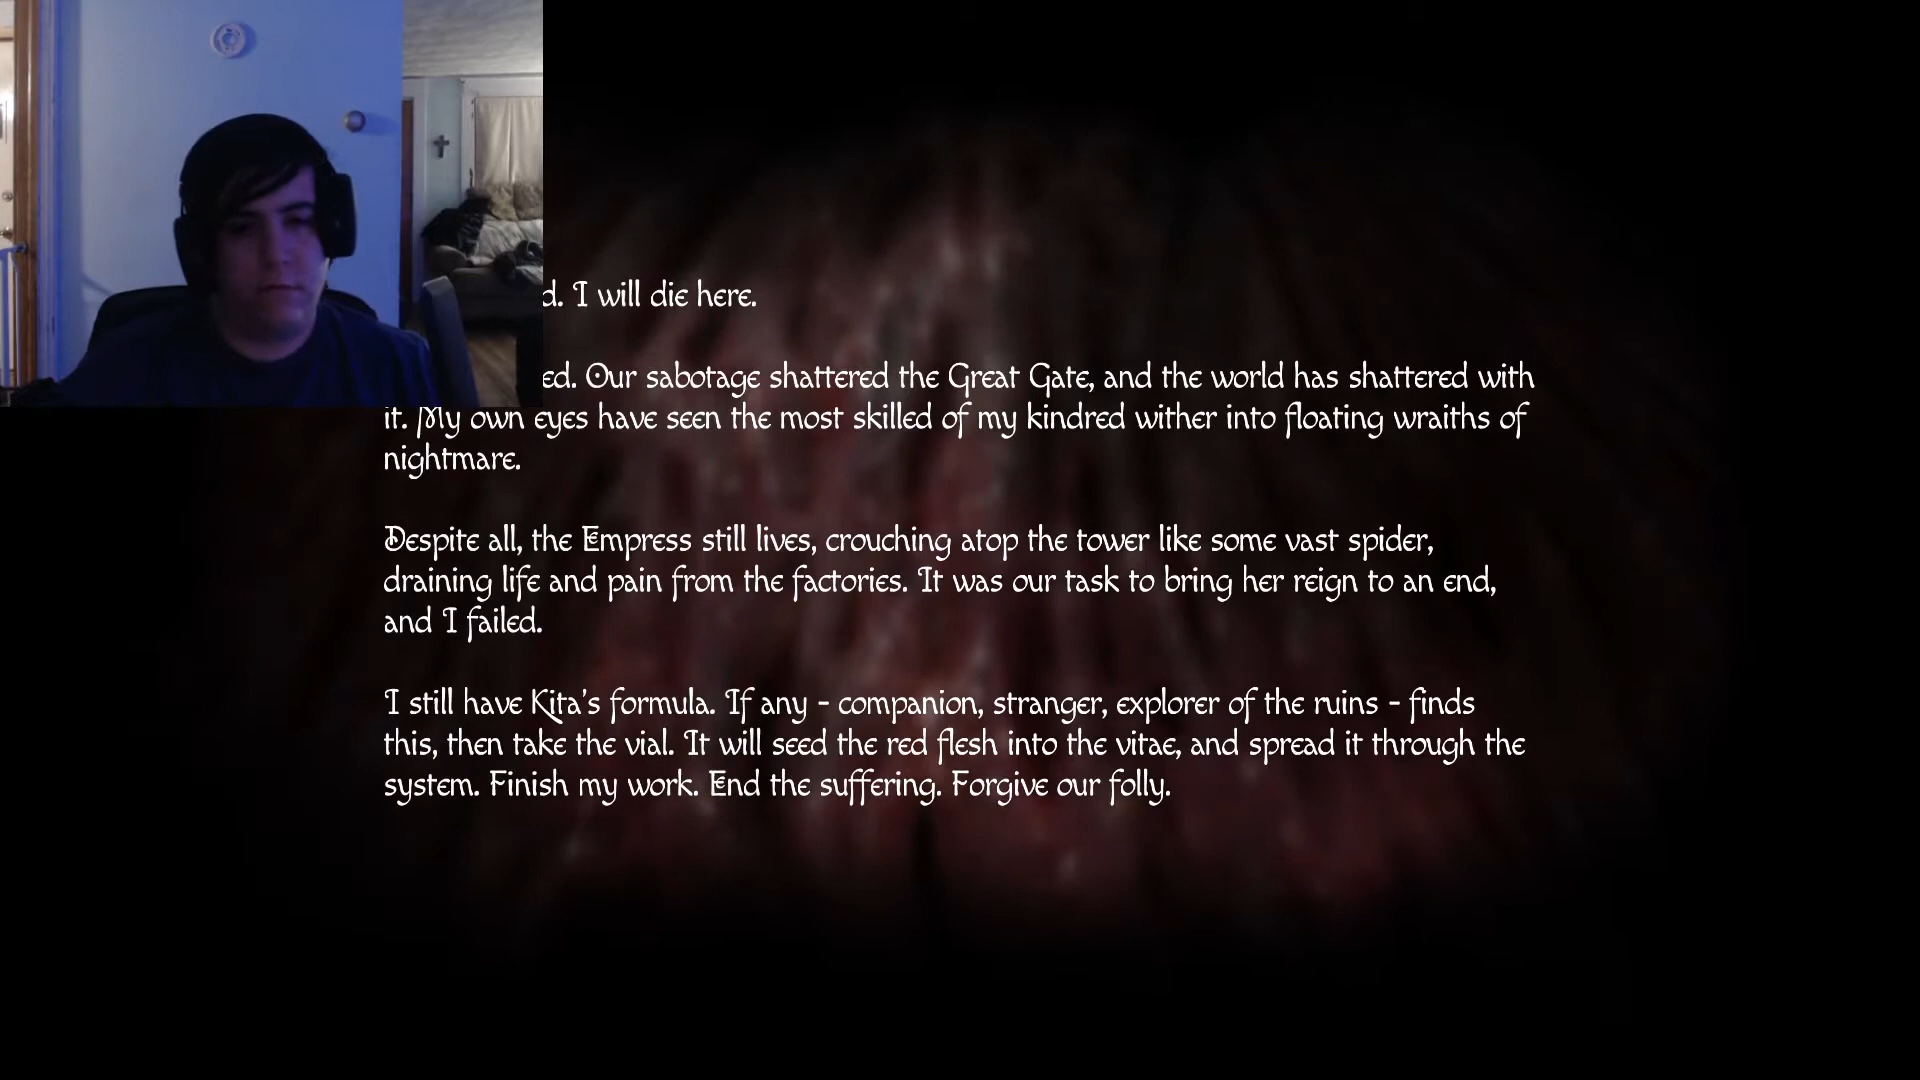 I will die here.
Our sabotage shattered the Great Gate, and the world has shattered with
it. My own eyes have seen the most skilled of my kindred wither into floating wraiths of
nightmare.
Despite all, the Empress still lives, crouching atop the tower like some vast spider,
draining life and pain from the factories. It was our task to bring her reign to an end,
and I failed.
I still have Kita's formula. If any - companion, stranger, explorer of the ruins - finds
this, then take the vial. It will seed the red flesh into the vitae, and spread it through the
system. Finish my work. End the suffering. Forgive our folly.